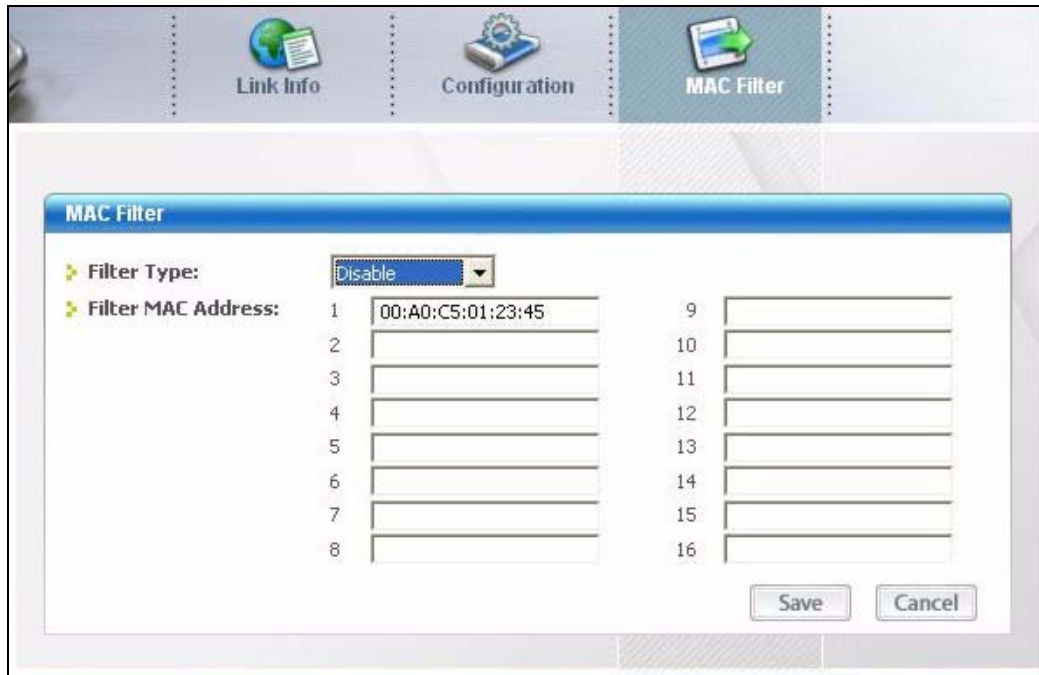 Link Info
Configuration
MAC Filter
MAC Filter
Filter Type:
Disable
Filter MAC Address:
1 00:A0:C5:01:23:45
9
2
10
3
11
4
12
5
13
6
14
7
15
8
16
Save
Cancel